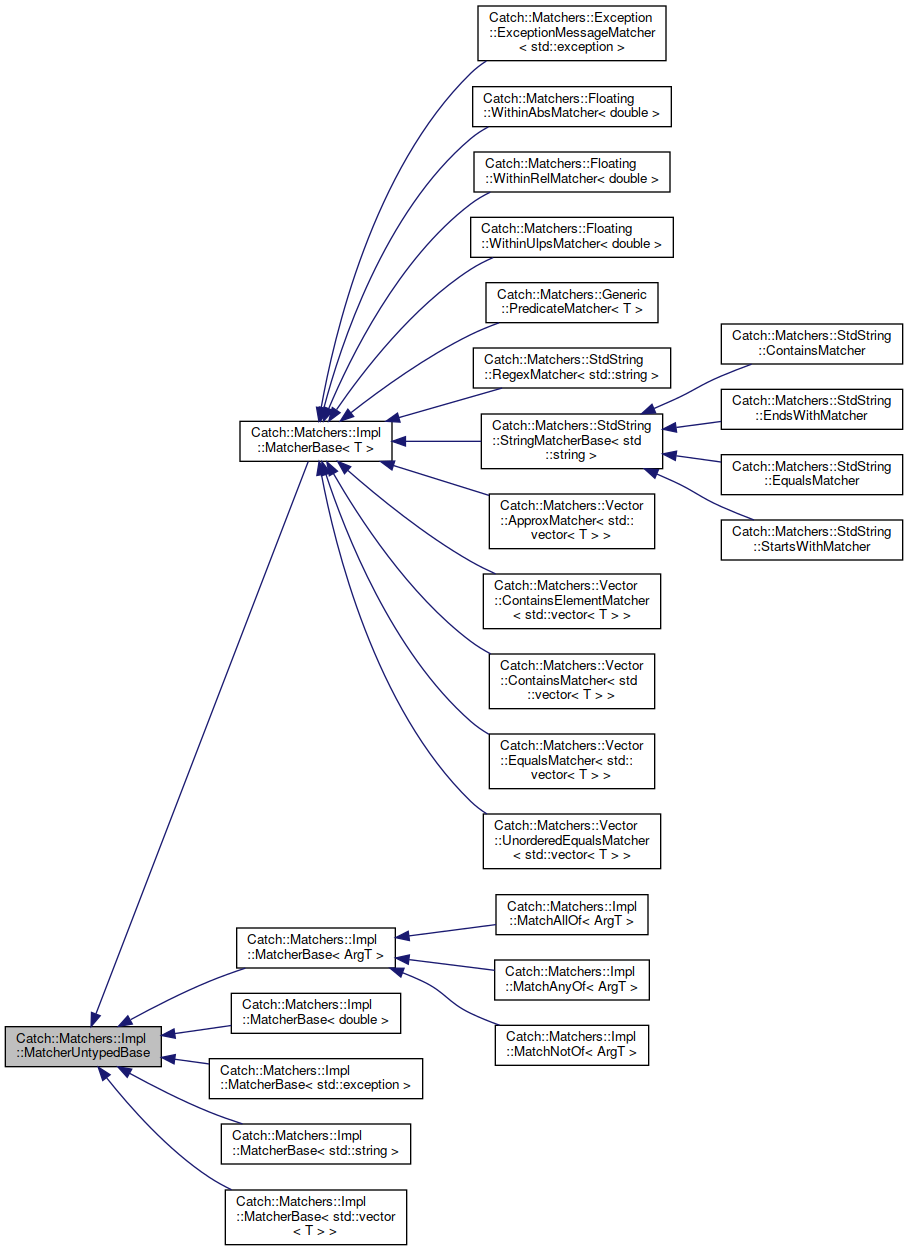 Catch::Matchers::Exception
::ExceptionMessageMatcher
< std::exception >
Catch::Matchers::Floating
::WithinAbsMatcher< double >
Catch::Matchers::Floating
::WithinRelMatcher< double >
Catch::Matchers::Floating
::WithinUlpsMatcher< double >
Catch::Matchers::Generic
::PredicateMatcher< T >
Catch::Matchers::StdString
::RegexMatcher< std::string >
Catch::Matchers::StdString
::StringMatcherBase< std
::string >
Catch::Matchers::StdString
::ContainsMatcher
Catch::Matchers::StdString
::EndsWithMatcher
Catch::Matchers::StdString
::EqualsMatcher
Catch::Matchers::StdString
::StartsWithMatcher
Catch::Matchers::Impl
::MatcherBase< T >
Catch::Matchers::Vector
::ApproxMatcher< std::
vector< T > >
Catch::Matchers::Vector
::ContainsElementMatcher
< std::vector< T > >
Catch::Matchers::Vector
::ContainsMatcher< std
::vector< T > >
Catch::Matchers::Vector
::EqualsMatcher< std::
vector< T > >
Catch::Matchers::Vector
::UnorderedEqualsMatcher
< std::vector< T > >
Catch::Matchers::Impl
::MatchAllOf< ArgT >
Catch::Matchers::Impl
::MatcherBase< ArgT >
Catch::Matchers::Impl
::MatchAnyOf< ArgT >
Catch::Matchers::Impl
::MatchNotOf< ArgT >
Catch::Matchers::Impl
::MatcherBase< double >
Catch::Matchers::Impl
::MatcherUntypedBase
Catch::Matchers::Impl
::MatcherBase< std::exception >
Catch::Matchers::Impl
::MatcherBase< std::string >
Catch::Matchers::Impl
::MatcherBase< std::vector
< T > >